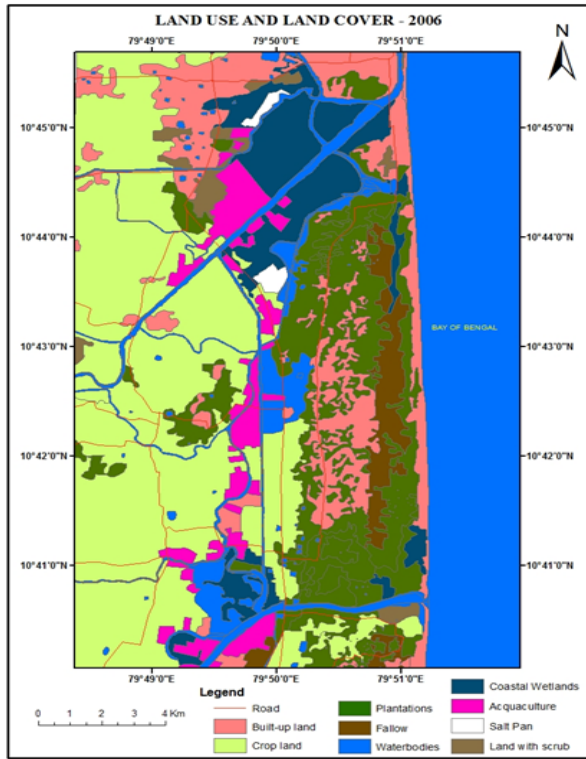 LAND USE AND LAND COVER - 2006
N
79°49'0"E 79°50'0"E 79°51'0"E
10°45'0"N 10°45'0"N
10°44'0"N 10°44'0"N
BAY OF BENGAL
10°43'0"N 10°43'0"N
10°42'0"N 10°42'0"N
10°41'0"N 10°41'0"N
79°49'0"E 79°50'0"E 79°51'0"E
0 0.5 1 2 3 4 Km
Legend
Road
Built-up land
Crop land
Plantations
Fallow
Waterbodies
Coastal Wetlands
Acquaculture
Salt Pan
Land with scrub